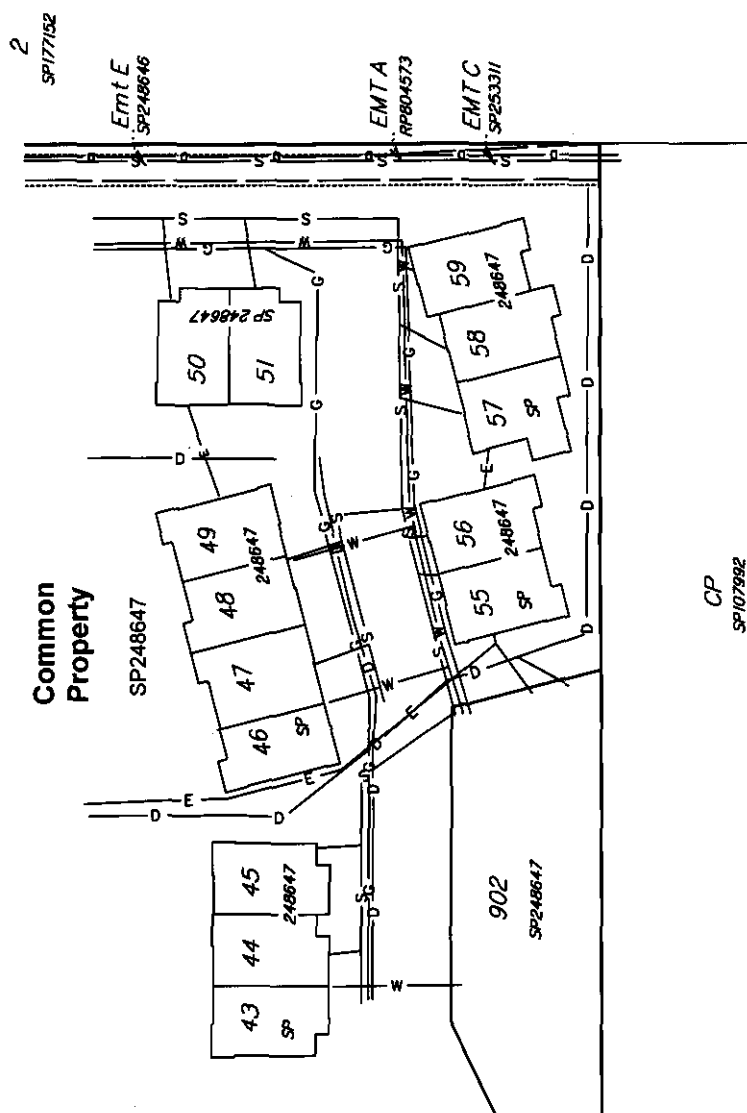 2
SP177152
Emt E
SP248646
EMT A
RP804573
EMT C
SP253311
D D D D D D
S S S S
S S
W W
G G
50
51
SP 248647
G
G
D E
59
248647
58
57
SP
S W G
S W G
E
D
D
D
D
49
48
47
46
248647
SP
Common
Property
SP248647
56
55
248647
SP
G S
W W
S W G
S W G
G S D
W
D
E
E
D D
E
G D
S G D
45
44
43
248647
SP
W
902
SP248647
CP
SP107992